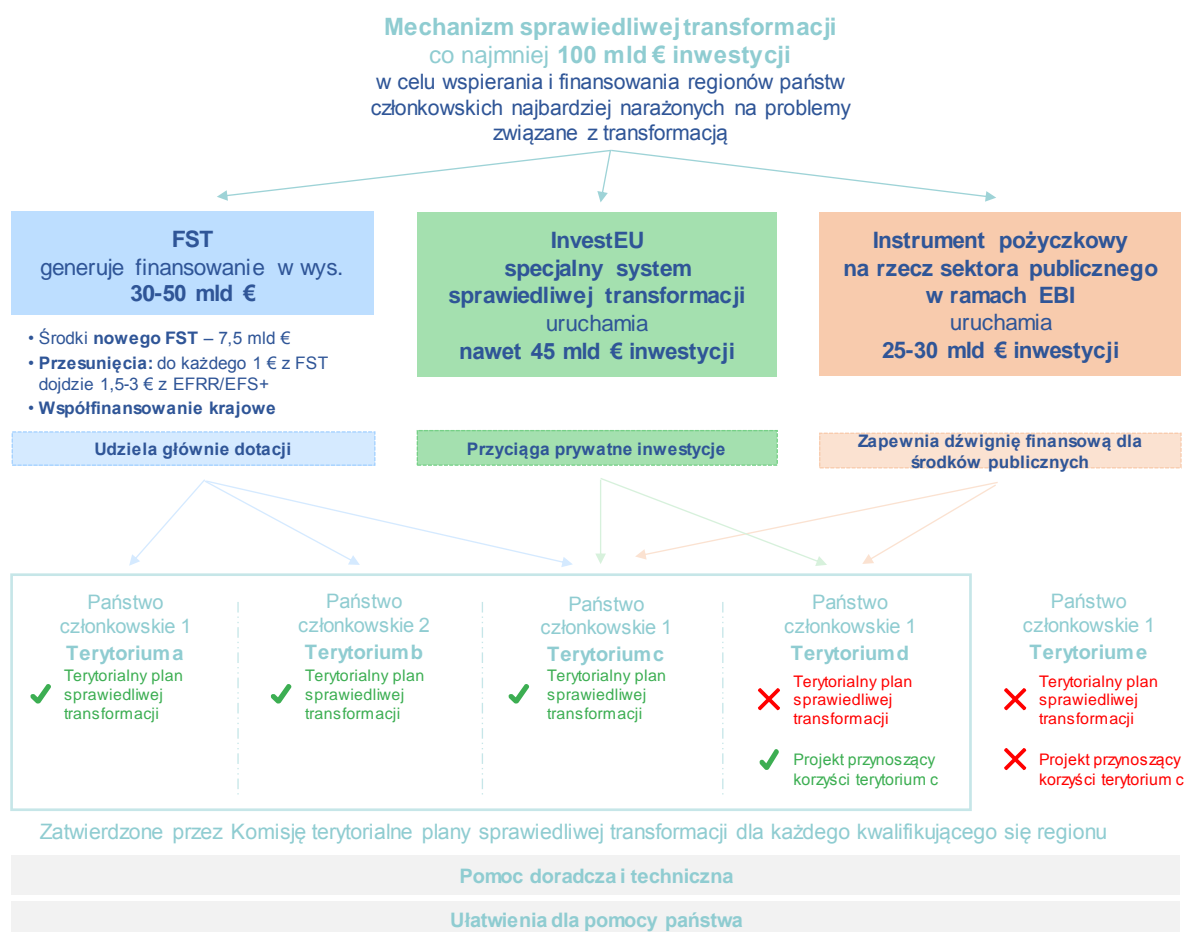 Mechanizm sprawiedliwej transformacji
co najmniej 100 mld € inwestycji
w celu wspierania i finansowania regionów państw
członkowskich najbardziej narażonych na problemy
związane z transformacją
FST
generuje finansowanie w wys.
30-50 mld €
• Środki nowego FST – 7,5 mld €
• Przesunięcia: do każdego 1 € z FST
dojdzie 1,5-3 € z EFRR/EFS+
• Współfinansowanie krajowe
Udziela głównie dotacji
InvestEU
specjalny system
sprawiedliwej transformacji
uruchamia
nawet 45 mld € inwestycji
Przyciąga prywatne inwestycje
Instrument pożyczkowy
na rzecz sektora publicznego
w ramach EBI
uruchamia
25-30 mld € inwestycji
Zapewnia dźwignię finansową dla
środków publicznych
Państwo
członkowskie 1
Terytorium a
Terytorialny plan
sprawiedliwej
transformacji
Państwo
członkowskie 2
Terytorium b
Terytorialny plan
sprawiedliwej
transformacji
Państwo
członkowskie 1
Terytorium c
Terytorialny plan
sprawiedliwej
transformacji
Państwo
członkowskie 1
Terytorium d
Terytorialny plan
sprawiedliwej
transformacji
Projekt przynoszący
korzyści terytorium c
Państwo
członkowskie 1
Terytorium e
Terytorialny plan
sprawiedliwej
transformacji
Projekt przynoszący
korzyści terytorium c
Zatwierdzone przez Komisję terytorialne plany sprawiedliwej transformacji dla każdego kwalifikującego się regionu
Pomoc doradcza i techniczna
Ułatwienia dla pomocy państwa